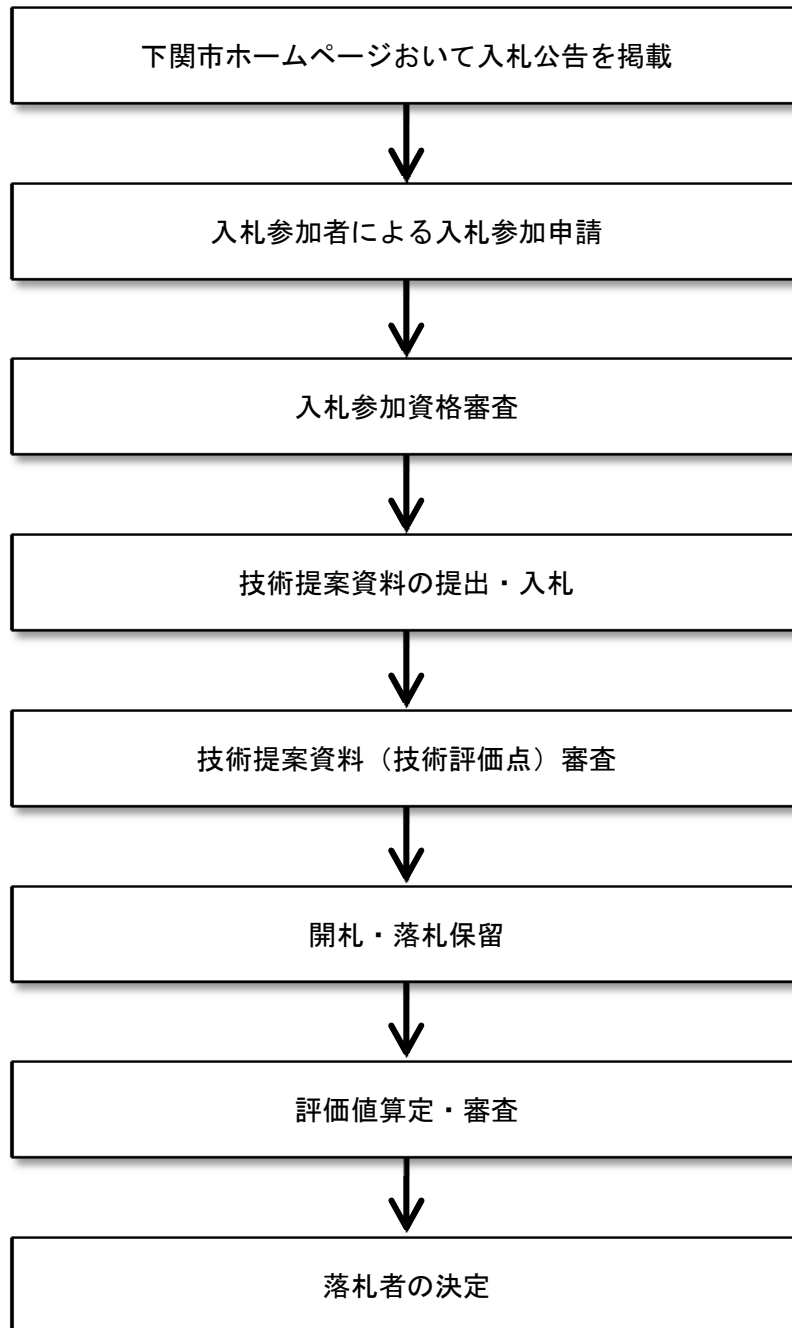 下関市ホームページおいて入札公告を掲載
入札参加者による入札参加申請
入札参加資格審査
技術提案資料の提出・入札
技術提案資料（技術評価点）審査
開札・落札保留
評価値算定・審査
落札者の決定